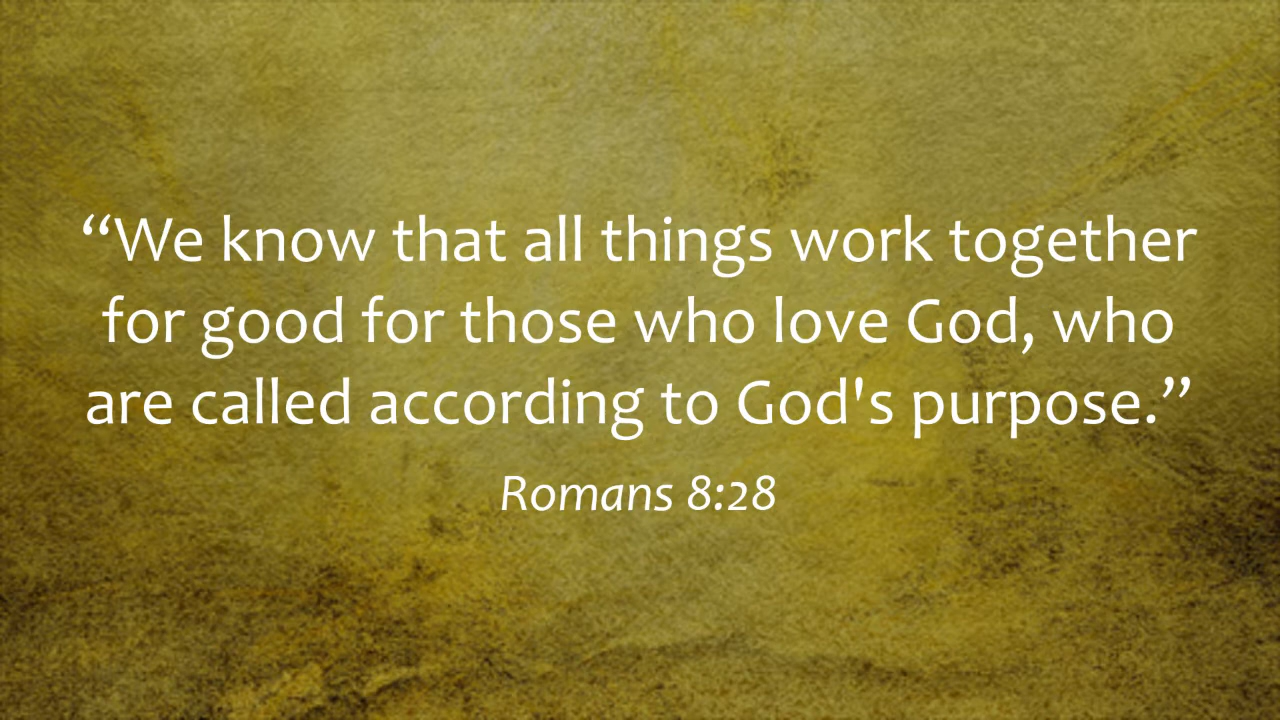 “We know that all things work together
for good for those who love God, who
are called according to God's purpose.”
Romans 8:28